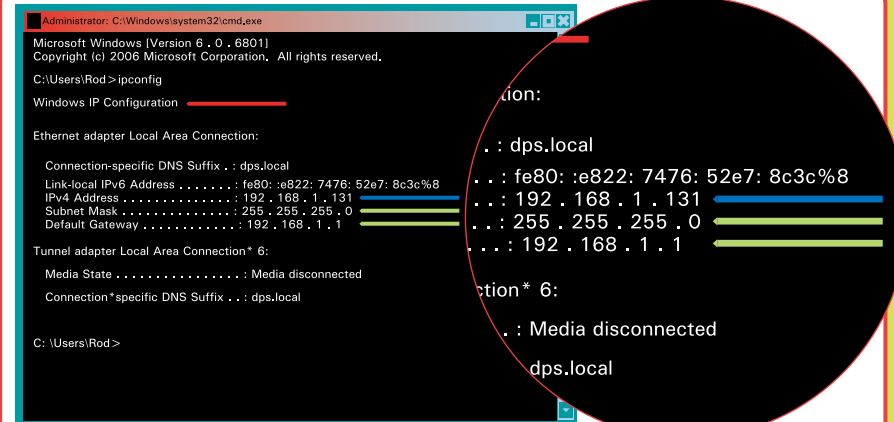 Administrator: C:\Windows\system32\cmd.exe
Microsoft Windows [Version 6 . 0 . 6801]
Copyright (c) 2006 Microsoft Corporation. All rights reserved.
C:\Users\Rod>ipconfig
Windows IP Configuration
Ethernet adapter Local Area Connection:
Connection-specific DNS Suffix . : dps.local
Link-local IPv6 Address . . . . . . . : fe80: :e822: 7476: 52e7: 8c3c%8
IPv4 Address . . . . . . . . . . . . : 192 . 168 . 1 . 131
Subnet Mask . . . . . . . . . . . . : 255 . 255 . 255 . 0
Default Gateway . . . . . . . . . . : 192 . 168 . 1 . 1
Tunnel adapter Local Area Connection* 6:
Media State . . . . . . . . . . . . . . . : Media disconnected
Connection*specific DNS Suffix . . : dps.local
C: \Users\Rod>
tion:
. . : dps.local
. . . : fe80: :e822: 7476: 52e7: 8c3c%8
. . . : 192 . 168 . 1 . 131
. . . : 255 . 255 . 255 . 0
. . . : 192 . 168 . 1 . 1
ction* 6:
. . : Media disconnected
dps.local